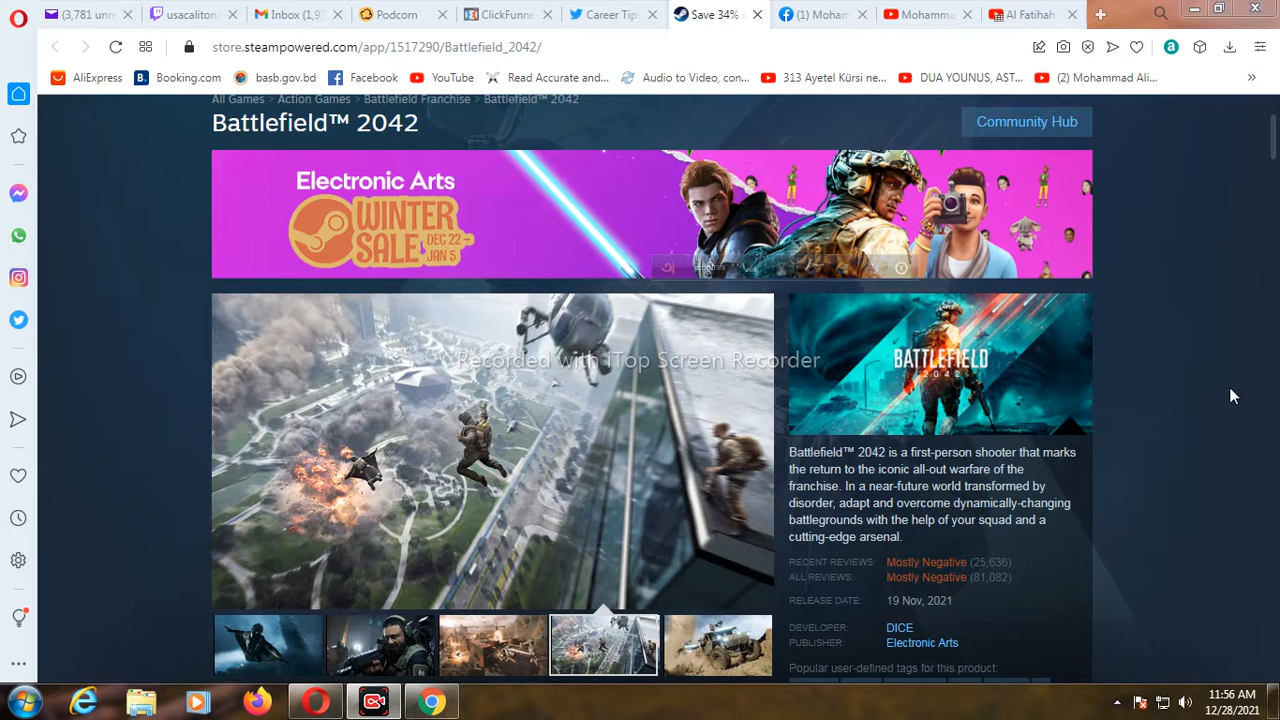 (3,781 unre
usacaliton
Inbox (1,97
Podcorn
ClickFunne
Career Tips
Save 34% o
(1) Moham
Mohamma
Al Fatihah
store.steampowered.com/app/1517290/Battlefield_2042/
AliExpress
Booking.com
basb.gov.bd
Facebook
YouTube
Read Accurate and...
Audio to Video, con...
313 Ayetel Kürsi ne...
DUA YOUNUS, AST...
(2) Mohammad Ali...
All Games > Action Games > Battlefield Franchise > Battlefield™ 2042
Battlefield™ 2042
Community Hub
Electronic Arts
WINTER
SALE
DEC 22 –
JAN 5
Recorded with iTop Screen Recorder
BATTLEFIELD
2042
Battlefield™ 2042 is a first-person shooter that marks
the return to the iconic all-out warfare of the
franchise. In a near-future world transformed by
disorder, adapt and overcome dynamically-changing
battlegrounds with the help of your squad and a
cutting-edge arsenal.
RECENT REVIEWS: Mostly Negative (25,636)
ALL REVIEWS: Mostly Negative (81,082)
RELEASE DATE: 19 Nov, 2021
DEVELOPER: DICE
PUBLISHER: Electronic Arts
Popular user-defined tags for this product:
11:56 AM
12/28/2021